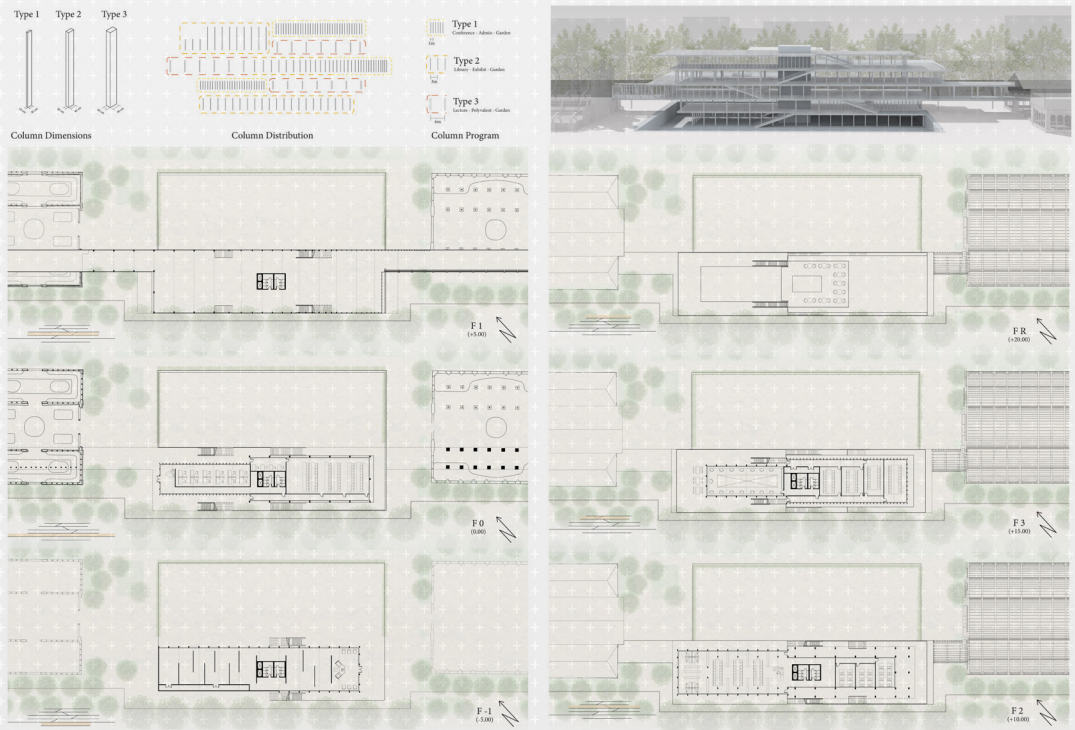 Type 1
Type 2
Type 3
Column Dimensions
Column Distribution
Type 1
Conference - Admin - Garden
Type 2
Library - Exhibit - Garden
Type 3
Lecture - Polyvalent - Garden
Column Program
F 1
(+5.00)
F R
(+20.00)
F 0
(0.00)
F 3
(+15.00)
F -1
(-5.00)
F 2
(+10.00)